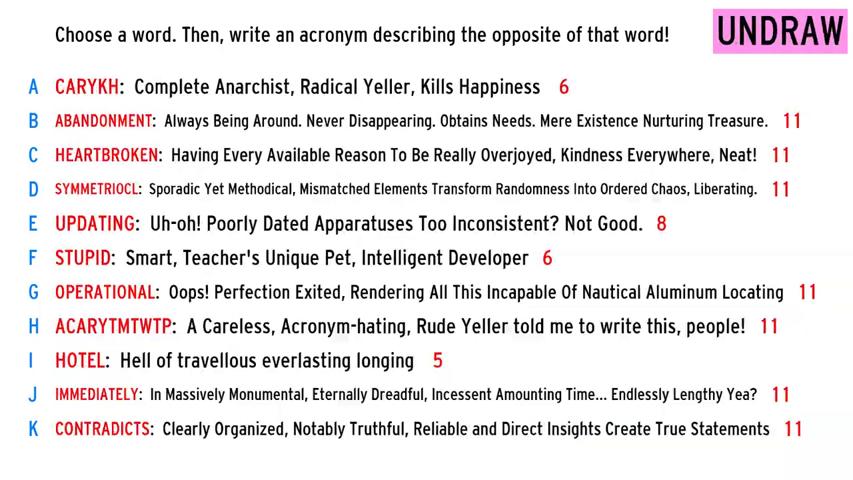 Choose a word. Then, write an acronym describing the opposite of that word!
UNDRAW
A CARYKH: Complete Anarchist, Radical Yeller, Kills Happiness 6
B ABANDONMENT: Always Being Around. Never Disappearing. Obtains Needs. Mere Existence Nurturing Treasure. 11
C HEARTBROKEN: Having Every Available Reason To Be Really Overjoyed, Kindness Everywhere, Neat! 11
D SYMMETRIOCL: Sporadic Yet Methodical, Mismatched Elements Transform Randomness Into Ordered Chaos, Liberating. 11
E UPDATING: Uh-oh! Poorly Dated Apparatuses Too Inconsistent? Not Good. 8
F STUPID: Smart, Teacher's Unique Pet, Intelligent Developer 6
G OPERATIONAL: Oops! Perfection Exited, Rendering All This Incapable Of Nautical Aluminum Locating 11
H ACARYTMTWTP: A Careless, Acronym-hating, Rude Yeller told me to write this, people! 11
I HOTEL: Hell of travellous everlasting longing 5
J IMMEDIATELY: In Massively Monumental, Eternally Dreadful, Incessent Amounting Time... Endlessly Lengthy Yea? 11
K CONTRADICTS: Clearly Organized, Notably Truthful, Reliable and Direct Insights Create True Statements 11